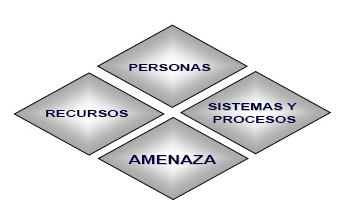 PERSONAS
RECURSOS
SISTEMAS Y
PROCESOS
AMENAZA